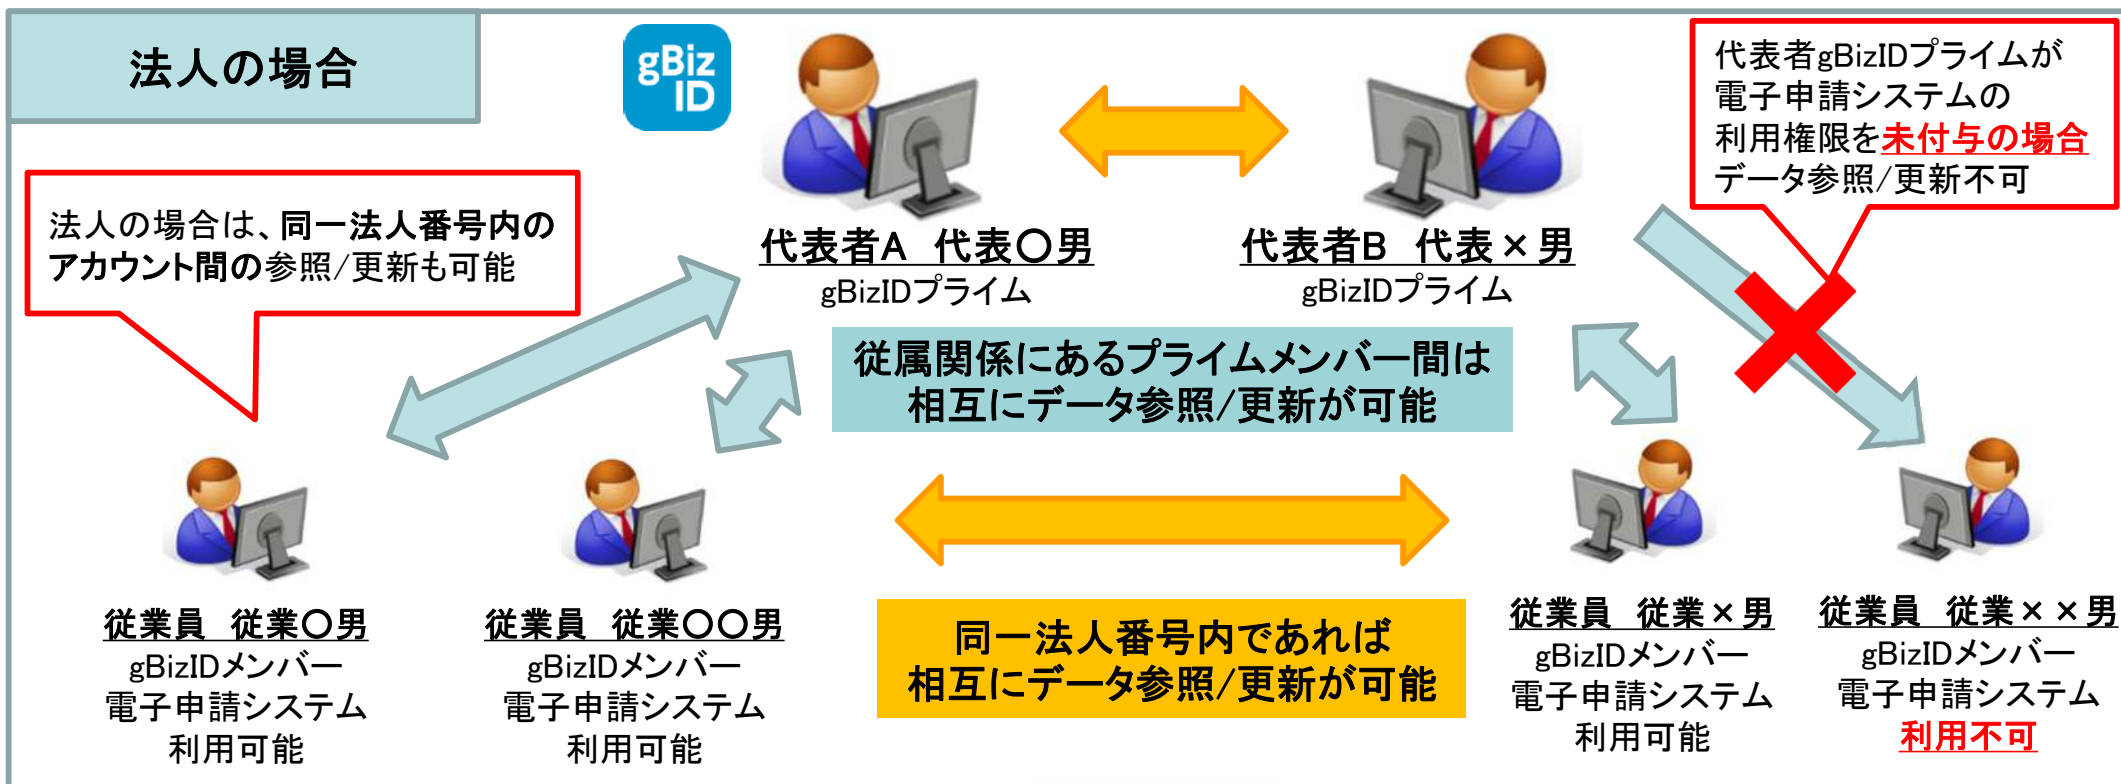 法人の場合
gBiz
ID
代表者gBizIDプライムが
電子申請システムの
利用権限を未付与の場合
データ参照/更新不可
法人の場合は、同一法人番号内の
アカウント間の参照/更新も可能
代表者A　代表〇男
gBizIDプライム
代表者B　代表×男
gBizIDプライム
従属関係にあるプライムメンバー間は
相互にデータ参照/更新が可能
従業員　従業〇男
gBizIDメンバー
電子申請システム
利用可能
従業員　従業〇〇男
gBizIDメンバー
電子申請システム
利用可能
同一法人番号内であれば
相互にデータ参照/更新が可能
従業員　従業×男
gBizIDメンバー
電子申請システム
利用可能
従業員　従業××男
gBizIDメンバー
電子申請システム
利用不可